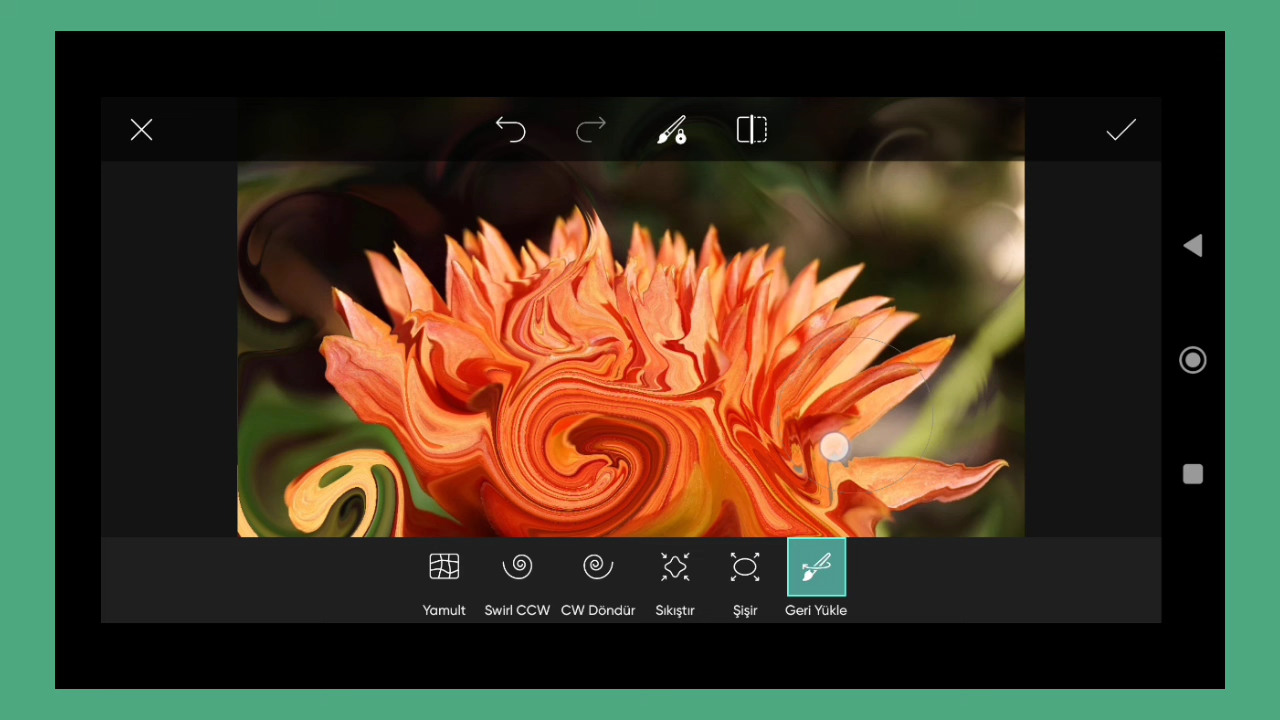 Yamult
Swirl CCW
CW Döndür
Sıkıştır
Şişir
Geri Yükle